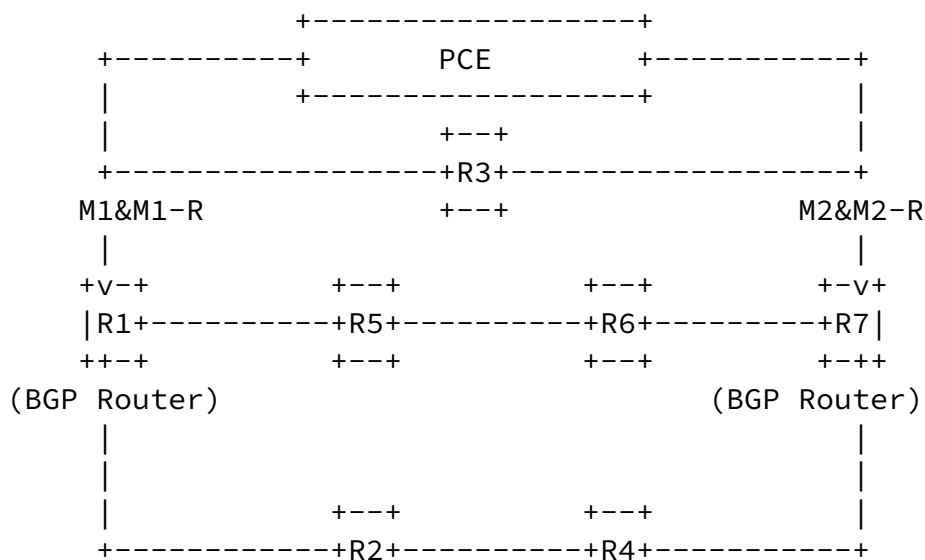 +------------------+
     +----------+       PCE        +-----------+
     |          +------------------+           |
     |                 +--+                    |
     +-----------------+R3+-------------------+
    M1&M1-R            +--+               M2&M2-R
     |                                         |
    +v-+          +--+          +--+         +-v+
    |R1+----------+R5+----------+R6+---------+R7|
    ++-+          +--+          +--+         +-++
(BGP Router)                         (BGP Router)
     |                                         |
     |                                         |
     |            +--+          +--+           |
     +------------+R2+----------+R4+-----------+